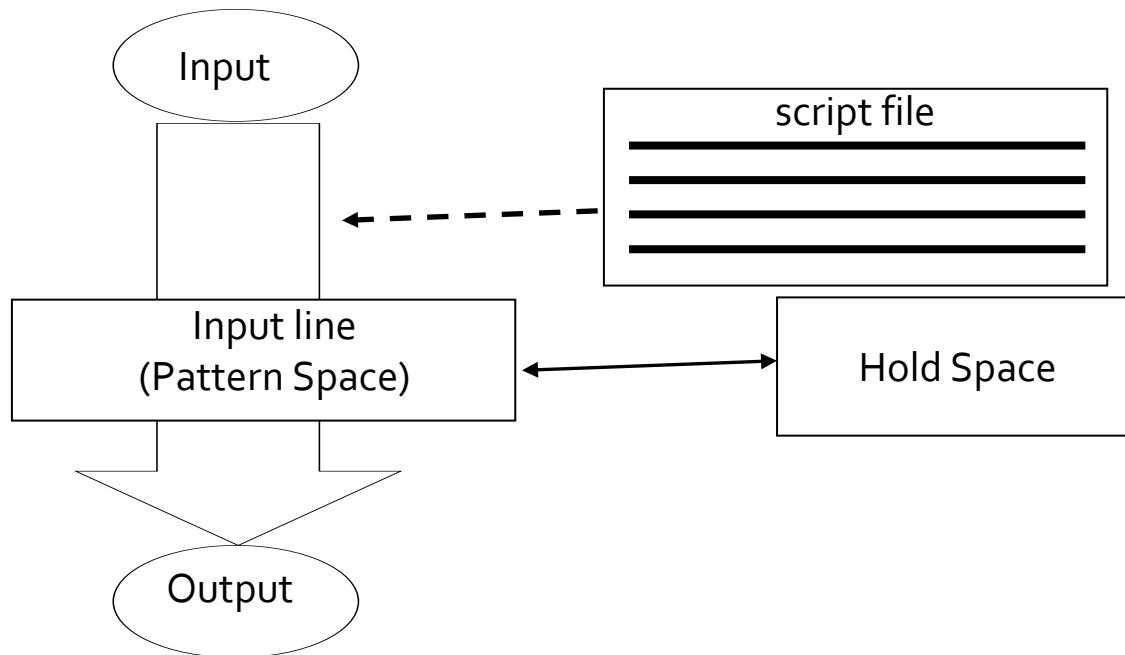 Input
script file
Input line
(Pattern Space)
Hold Space
Output